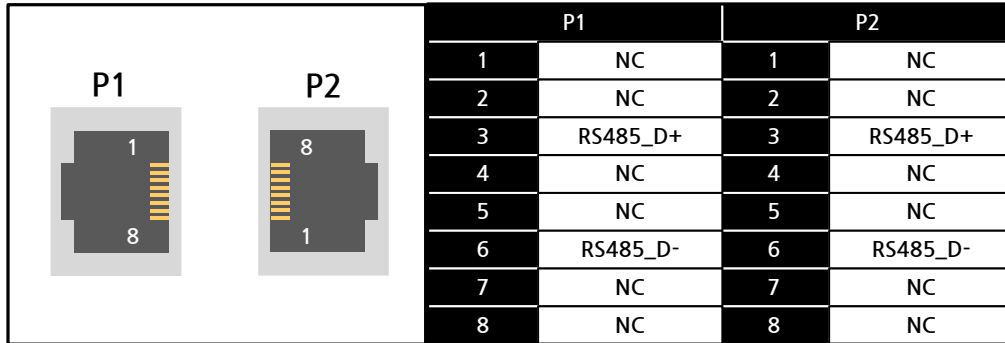 P1 P2
1 8
8 1
P1 P2
1 NC 1 NC
2 NC 2 NC
3 RS485_D+ 3 RS485_D+
4 NC 4 NC
5 NC 5 NC
6 RS485_D- 6 RS485_D-
7 NC 7 NC
8 NC 8 NC